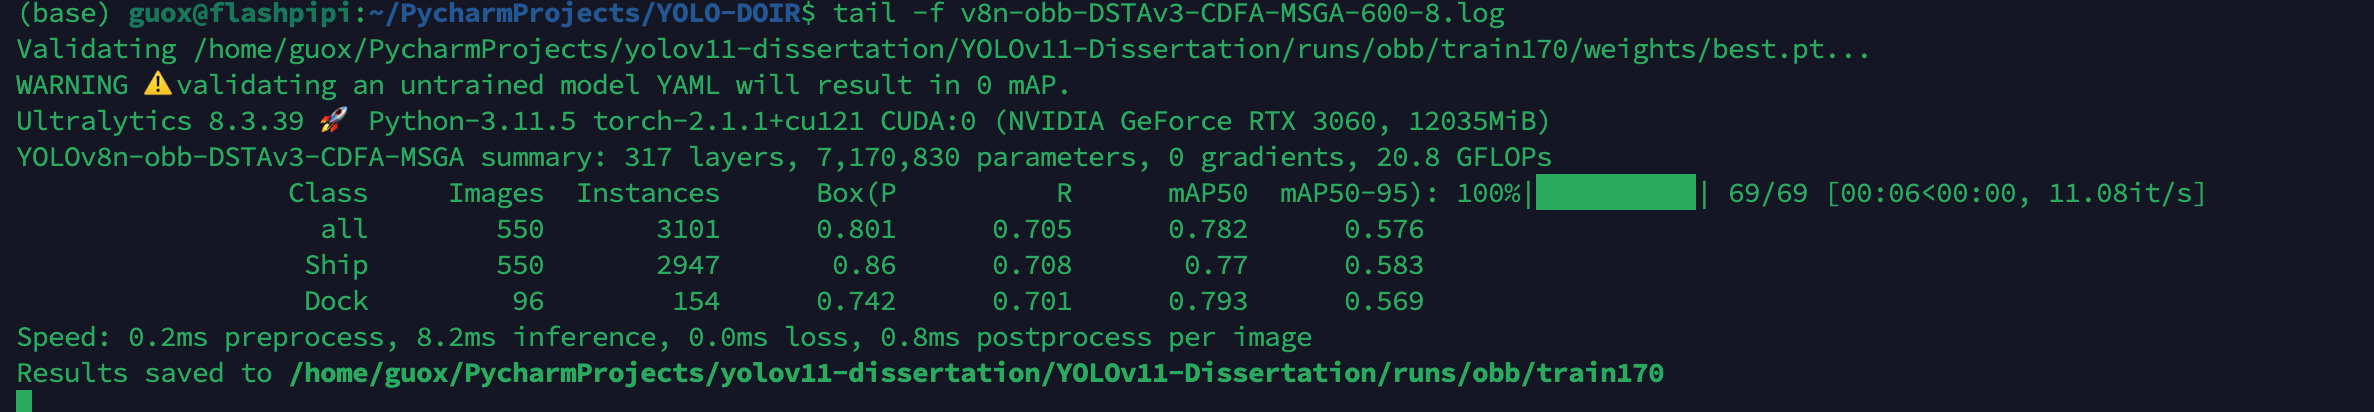 (base) guox@flashpipi:~/PycharmProjects/YOLO-DOIR$ tail -f v8n-obb-DSTAv3-CDFA-MSGA-600-8.log
Validating /home/guox/PycharmProjects/yolov11-dissertation/YOLOv11-Dissertation/runs/obb/train170/weights/best.pt...
WARNING ⚠️validating an untrained model YAML will result in 0 mAP.
Ultralytics 8.3.39 🚀 Python-3.11.5 torch-2.1.1+cu121 CUDA:0 (NVIDIA GeForce RTX 3060, 12035MiB)
YOLOv8n-obb-DSTAv3-CDFA-MSGA summary: 317 layers, 7,170,830 parameters, 0 gradients, 20.8 GFLOPs
Class Images Instances Box(P R mAP50 mAP50-95): 100%|██████████| 69/69 [00:06<00:00, 11.08it/s]
all 550 3101 0.801 0.705 0.782 0.576
Ship 550 2947 0.86 0.708 0.77 0.583
Dock 96 154 0.742 0.701 0.793 0.569
Speed: 0.2ms preprocess, 8.2ms inference, 0.0ms loss, 0.8ms postprocess per image
Results saved to /home/guox/PycharmProjects/yolov11-dissertation/YOLOv11-Dissertation/runs/obb/train170